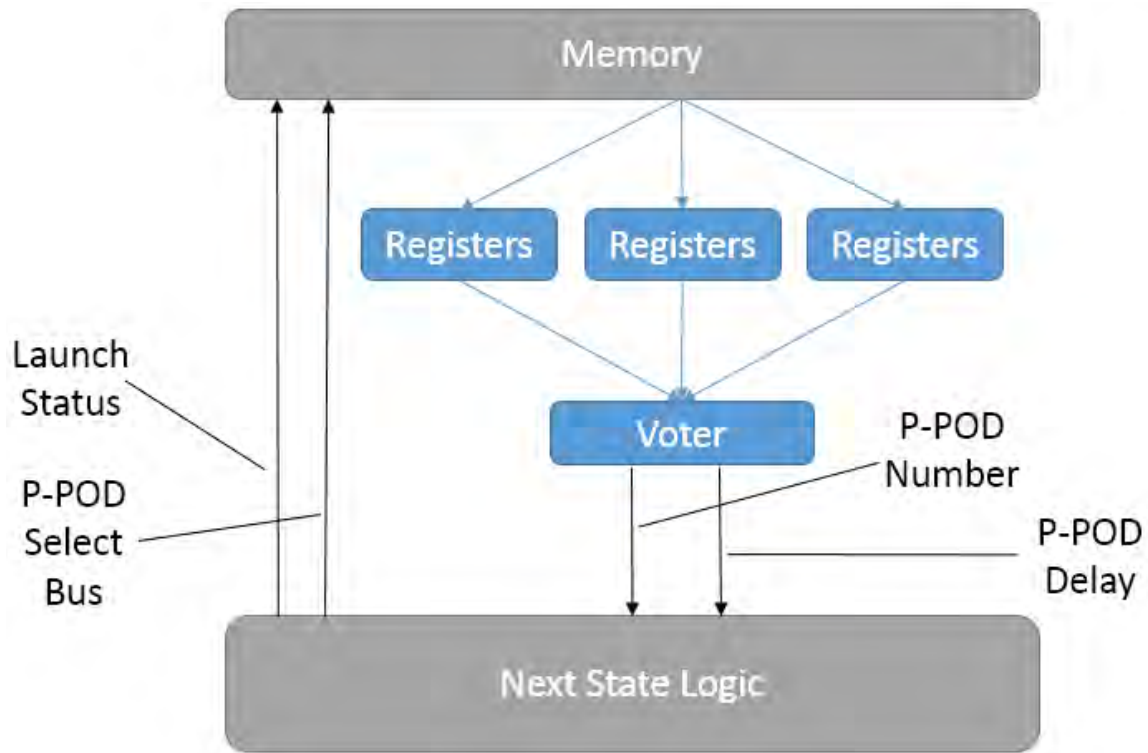 Memory
Registers
Registers
Registers
Launch
Status
Voter
P-POD
Number
P-POD
Select
Bus
P-POD
Delay
Next State Logic